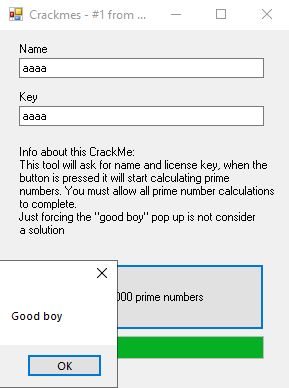 Crackmes - #1 from ...
Name
aaaa
Key
aaaa
Info about this CrackMe:
This tool will ask for name and license key, when the
button is pressed it will start calculating prime
numbers. You must allow all prime number calculations
to complete.
Just forcing the "good boy" pop up is not consider
a solution
000 prime numbers
Good boy
OK